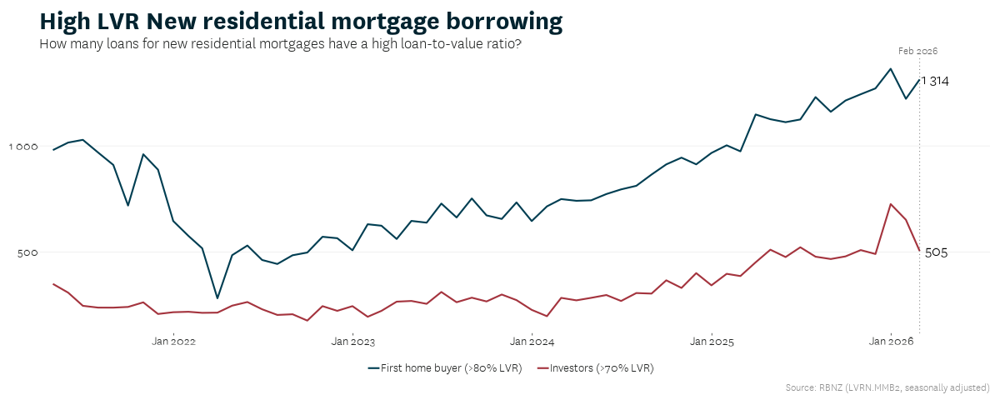 High LVR New residential mortgage borrowing
How many loans for new residential mortgages have a high loan-to-value ratio?
Feb 2026
1 314
1 000
500
505
Jan 2022
Jan 2023
Jan 2024
Jan 2025
Jan 2026
First home buyer (>80% LVR)
Investors (>70% LVR)
Source: RBNZ (LVRN.MMB2, seasonally adjusted)